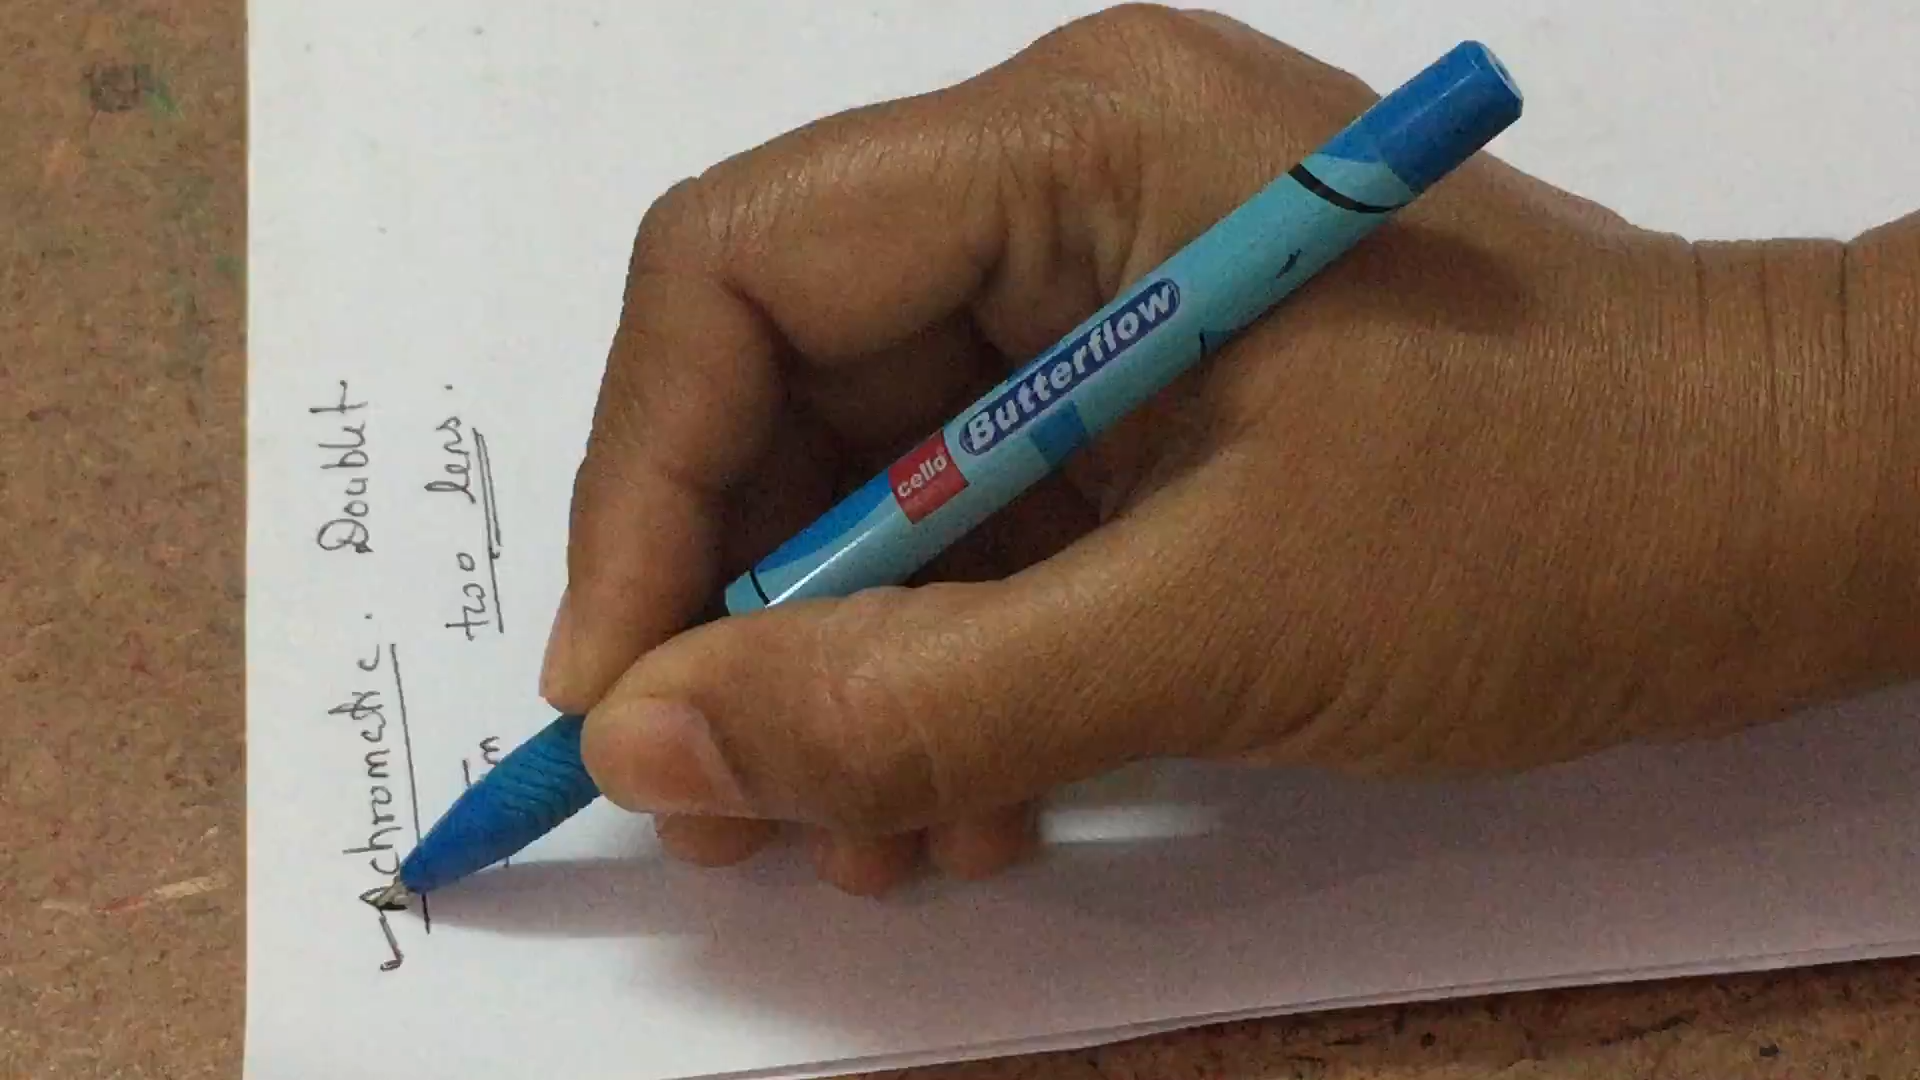 Achromatic. Doublet
two lens.
cello
Butterflow